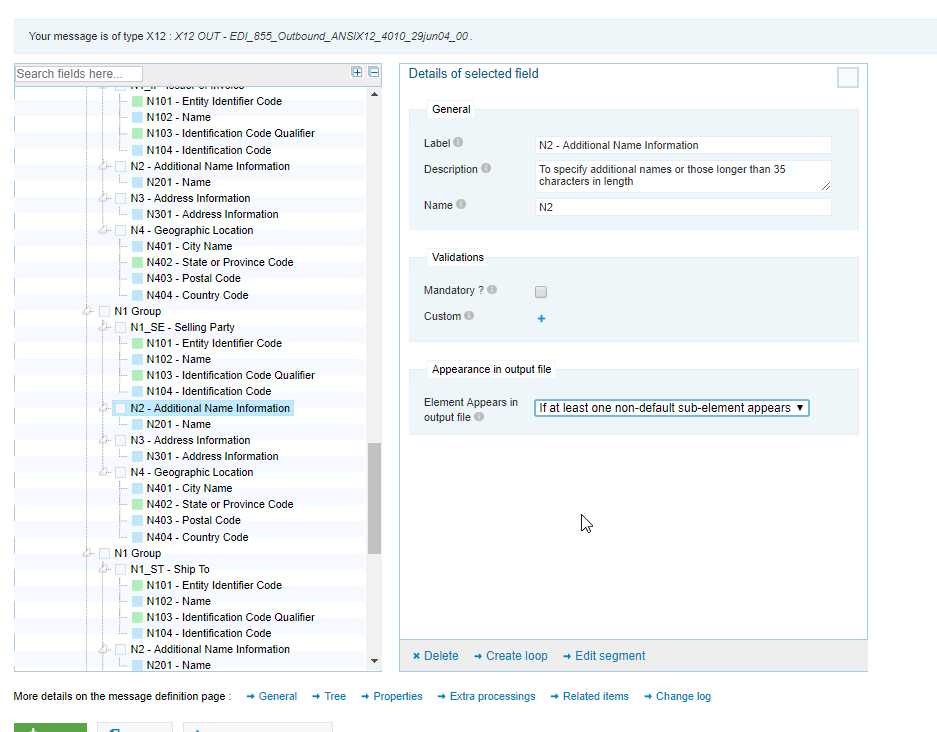 Your message is of type X12 : X12 OUT - EDI_855_Outbound_ANSIX12_4010_29jun04_00 .
Search fields here...
N1_IP Issuer of Invoice
N101 - Entity Identifier Code
N102 - Name
N103 - Identification Code Qualifier
N104 - Identification Code
N2 - Additional Name Information
N201 - Name
N3 - Address Information
N301 - Address Information
N4 - Geographic Location
N401 - City Name
N402 - State or Province Code
N403 - Postal Code
N404 - Country Code
N1 Group
N1_SE - Selling Party
N101 - Entity Identifier Code
N102 - Name
N103 - Identification Code Qualifier
N104 - Identification Code
N2 - Additional Name Information
N201 - Name
N3 - Address Information
N301 - Address Information
N4 - Geographic Location
N401 - City Name
N402 - State or Province Code
N403 - Postal Code
N404 - Country Code
N1 Group
N1_ST - Ship To
N101 - Entity Identifier Code
N102 - Name
N103 - Identification Code Qualifier
N104 - Identification Code
N2 - Additional Name Information
N201 - Name
Details of selected field
General
Label
N2 - Additional Name Information
Description
To specify additional names or those longer than 35
characters in length
Name
N2
Validations
Mandatory ?
Custom
Appearance in output file
Element Appears in
output file
If at least one non-default sub-element appears
Delete
Create loop
Edit segment
More details on the message definition page :
General
Tree
Properties
Extra processings
Related items
Change log